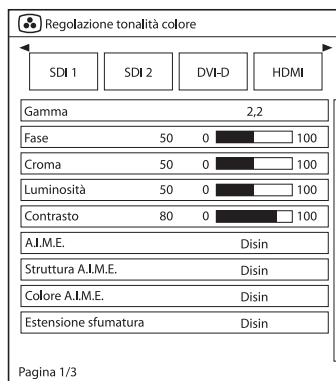 Regolazione tonalità colore
SDI 1 SDI 2 DVI-D HDMI
Gamma 2,2
Fase 50 0 100
Croma 50 0 100
Luminosità 50 0 100
Contrasto 80 0 100
A.I.M.E. Disin
Struttura A.I.M.E. Disin
Colore A.I.M.E. Disin
Estensione sfumatura Disin
Pagina 1/3